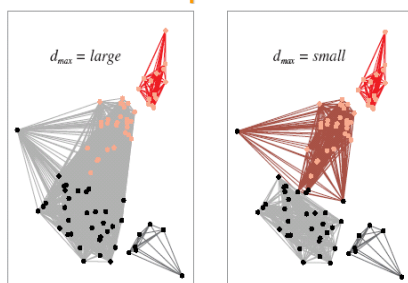 d_max = large
d_max = small